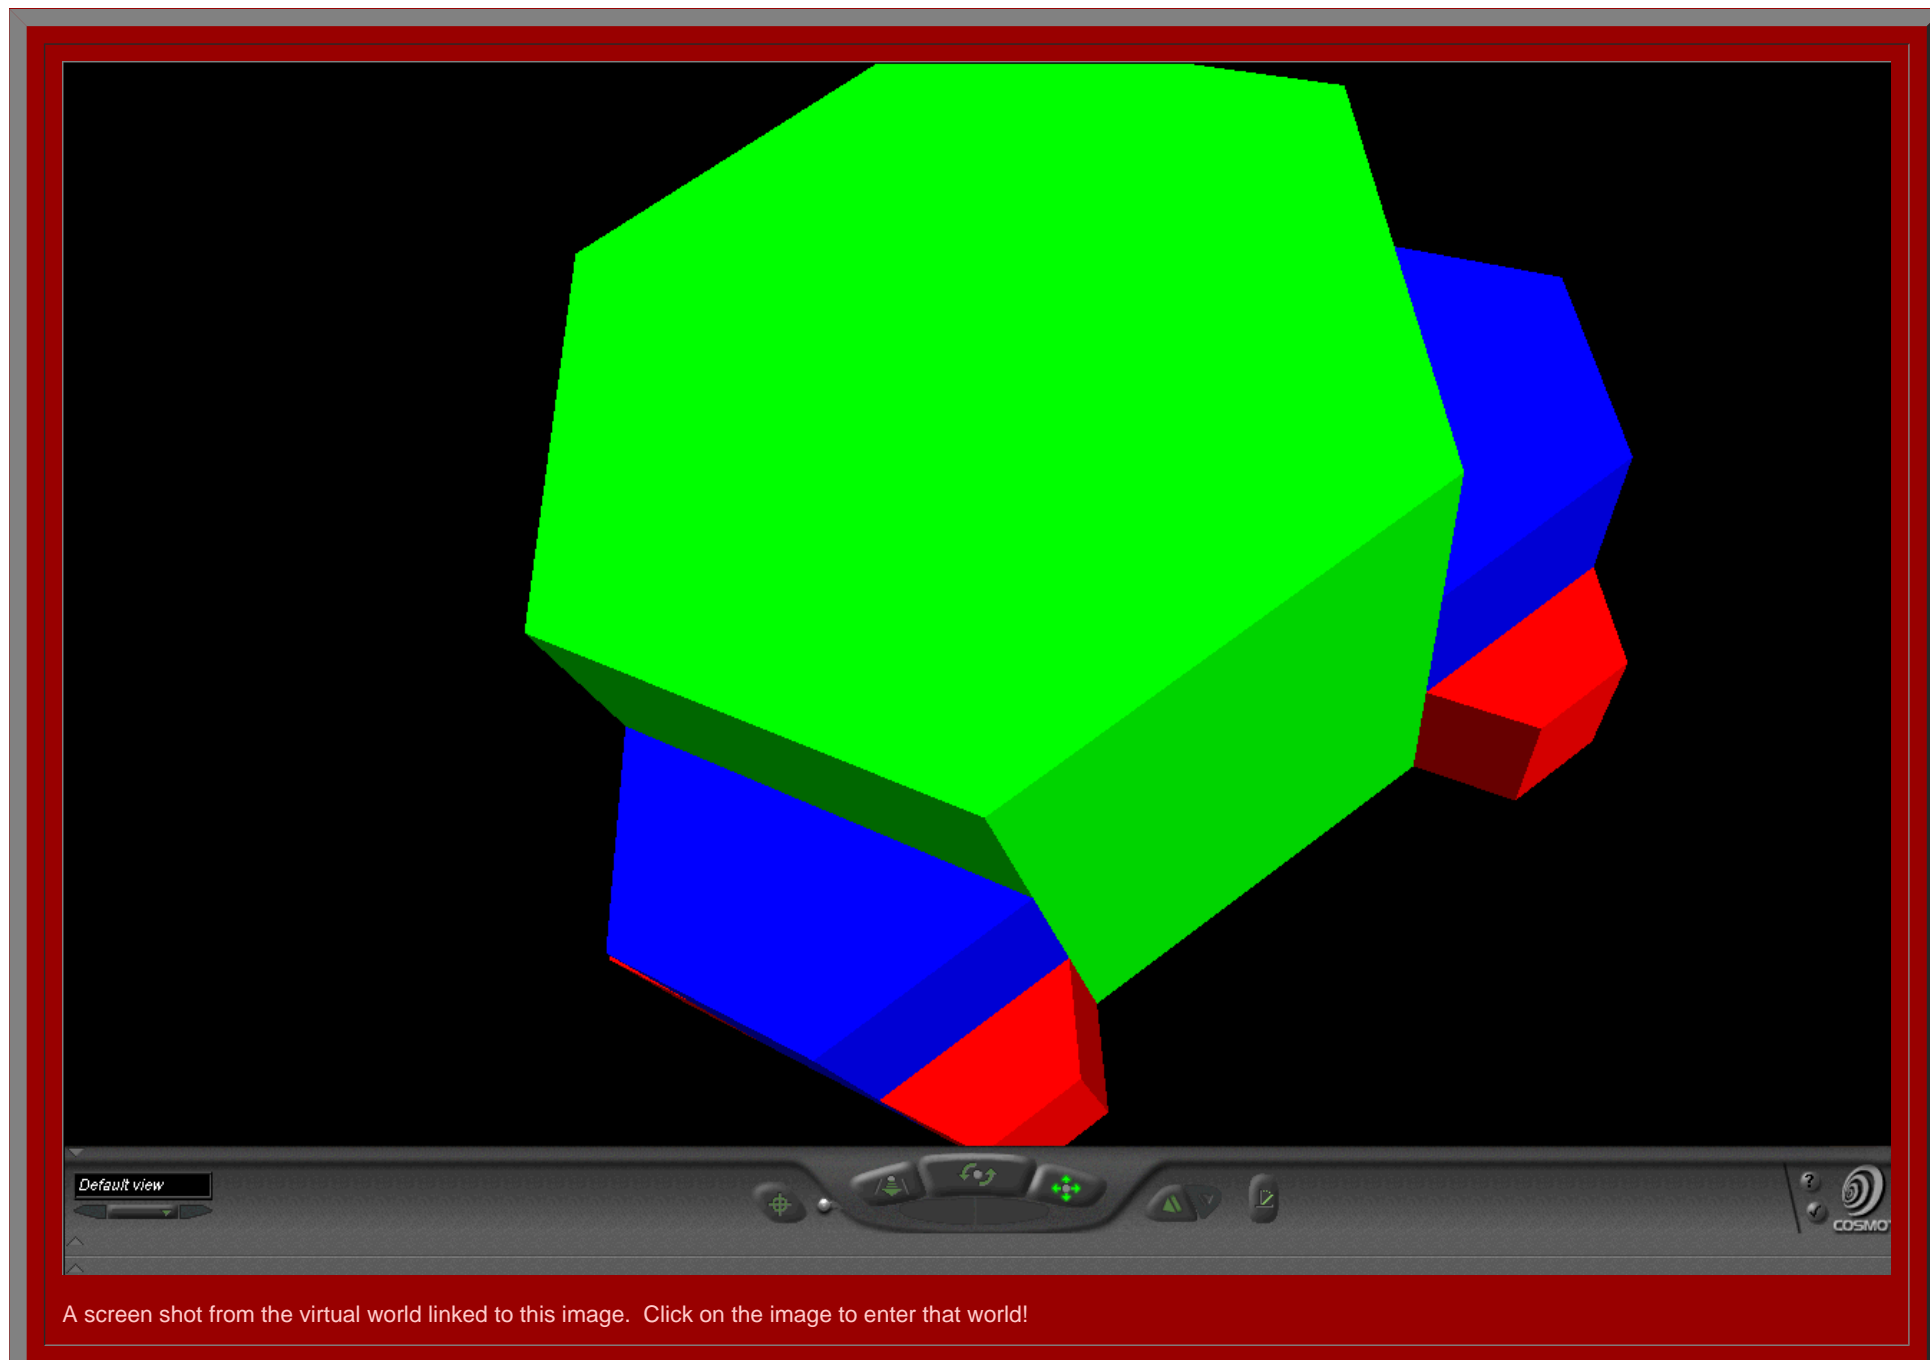 Default view
?
COSMO
A screen shot from the virtual world linked to this image.  Click on the image to enter that world!